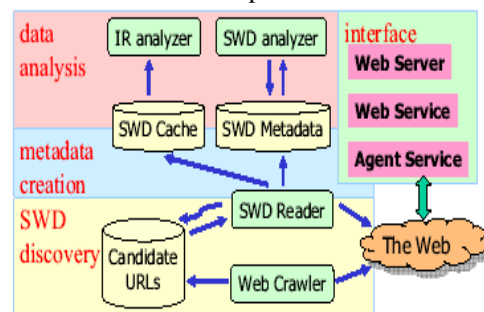 data
analysis
IR analyzer
SWD analyzer
interface
Web Server
Web Service
Agent Service
SWD Cache
SWD Metadata
metadata
creation
SWD
discovery
SWD Reader
Candidate
URLs
Web Crawler
The Web